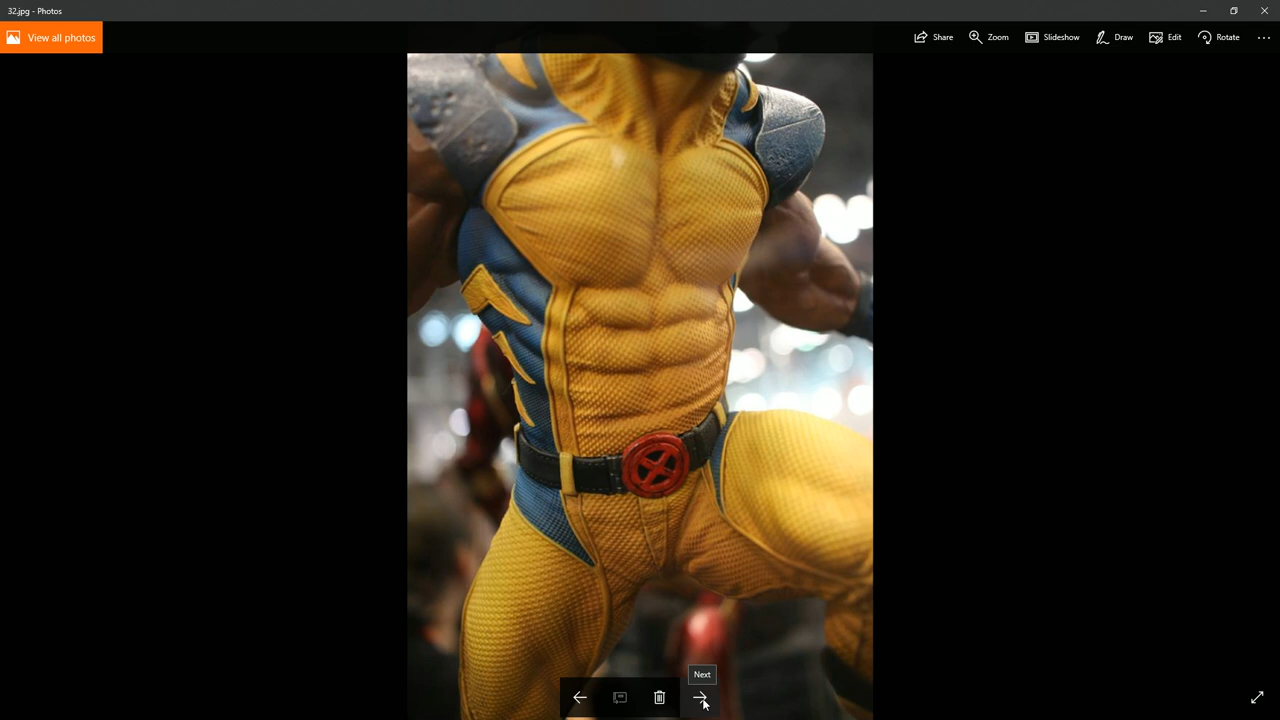 32.jpg - Photos
View all photos
Share
Zoom
Slideshow
Draw
Edit
Rotate
Next